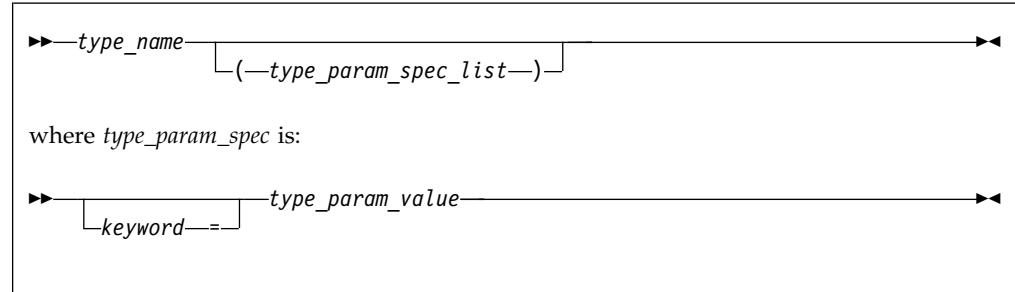 type_name
(type_param_spec_list)
where type_param_spec is:
type_param_value
keyword =